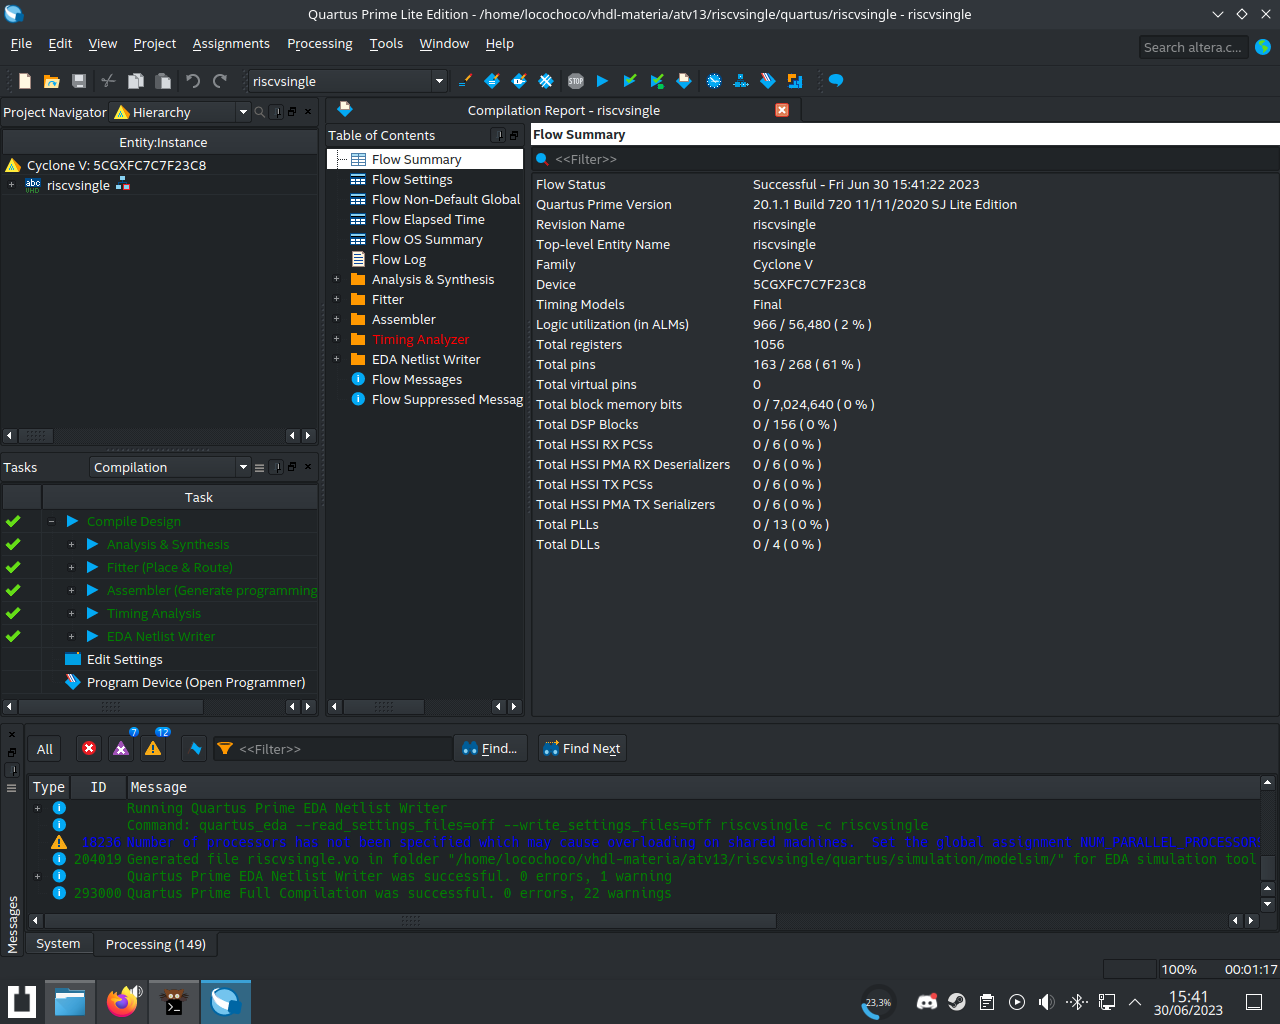 Quartus Prime Lite Edition - /home/locochoco/vhdl-materia/atv13/riscvsingle/quartus/riscvsingle - riscvsingle
File Edit View Project Assignments Processing Tools Window Help
Search altera.c...
riscvsingle
Project Navigator Hierarchy
Entity:Instance
Cyclone V: 5CGXFC7C7F23C8
abc VHD riscvsingle
Tasks Compilation
Task
Compile Design
Analysis & Synthesis
Fitter (Place & Route)
Assembler (Generate programming
Timing Analysis
EDA Netlist Writer
Edit Settings
Program Device (Open Programmer)
Compilation Report - riscvsingle
Table of Contents
Flow Summary
Flow Settings
Flow Non-Default Global
Flow Elapsed Time
Flow OS Summary
Flow Log
Analysis & Synthesis
Fitter
Assembler
Timing Analyzer
EDA Netlist Writer
Flow Messages
Flow Suppressed Messag
Flow Summary
<<Filter>>
Flow Status Successful - Fri Jun 30 15:41:22 2023
Quartus Prime Version 20.1.1 Build 720 11/11/2020 SJ Lite Edition
Revision Name riscvsingle
Top-level Entity Name riscvsingle
Family Cyclone V
Device 5CGXFC7C7F23C8
Timing Models Final
Logic utilization (in ALMs) 966 / 56,480 ( 2 % )
Total registers 1056
Total pins 163 / 268 ( 61 % )
Total virtual pins 0
Total block memory bits 0 / 7,024,640 ( 0 % )
Total DSP Blocks 0 / 156 ( 0 % )
Total HSSI RX PCSs 0 / 6 ( 0 % )
Total HSSI PMA RX Deserializers 0 / 6 ( 0 % )
Total HSSI TX PCSs 0 / 6 ( 0 % )
Total HSSI PMA TX Serializers 0 / 6 ( 0 % )
Total PLLs 0 / 13 ( 0 % )
Total DLLs 0 / 4 ( 0 % )
All 7 12 <<Filter>> Find... Find Next
Type ID Message
Running Quartus Prime EDA Netlist Writer
Command: quartus_eda --read_settings_files=off --write_settings_files=off riscvsingle -c riscvsingle
18236 Number of processors has not been specified which may cause overloading on shared machines.  Set the global assignment NUM_PARALLEL_PROCESSORS
204019 Generated file riscvsingle.vo in folder "/home/locochoco/vhdl-materia/atv13/riscvsingle/quartus/simulation/modelsim/" for EDA simulation tool
Quartus Prime EDA Netlist Writer was successful. 0 errors, 1 warning
293000 Quartus Prime Full Compilation was successful. 0 errors, 22 warnings
Messages
System Processing (149)
100% 00:01:17
23,3%
15:41
30/06/2023